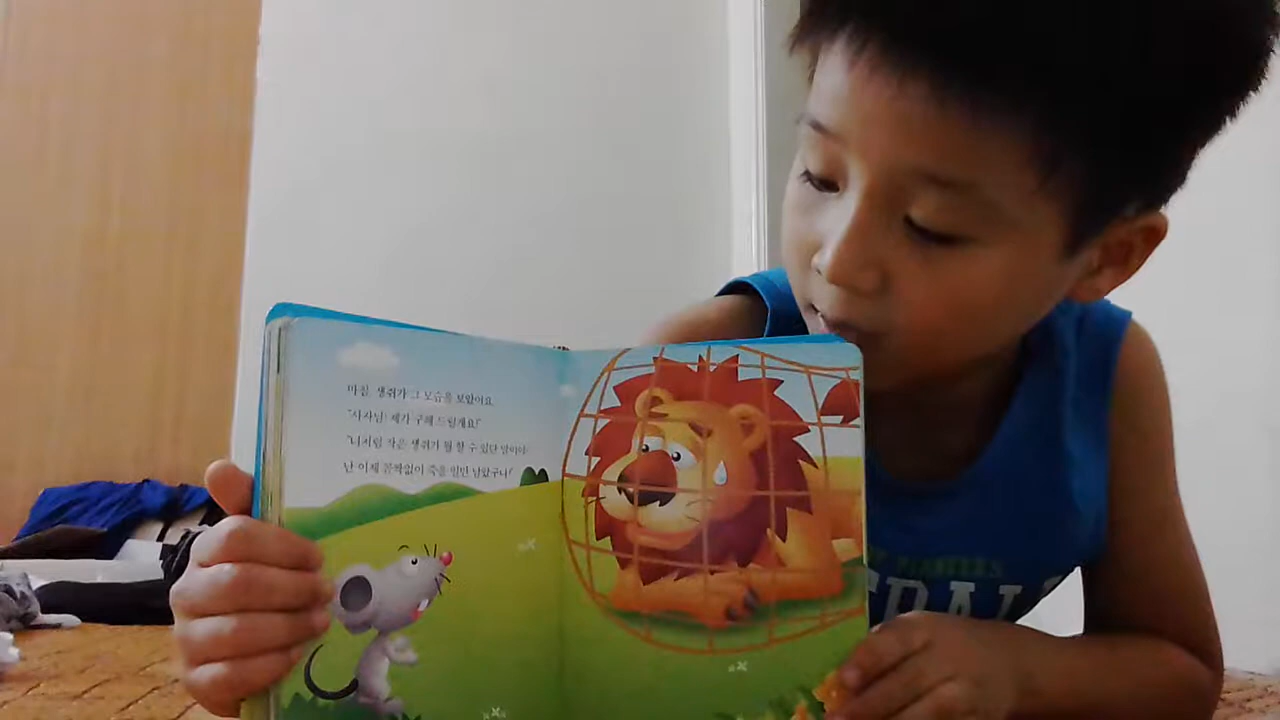 마침, 생쥐가 그 모습을 보았어요.
"사자님! 제가 구해 드릴게요!"
"너처럼 작은 생쥐가 뭘 할 수 있단 말이냐.
난 이제 꼼짝없이 죽을 일만 남았구나!"